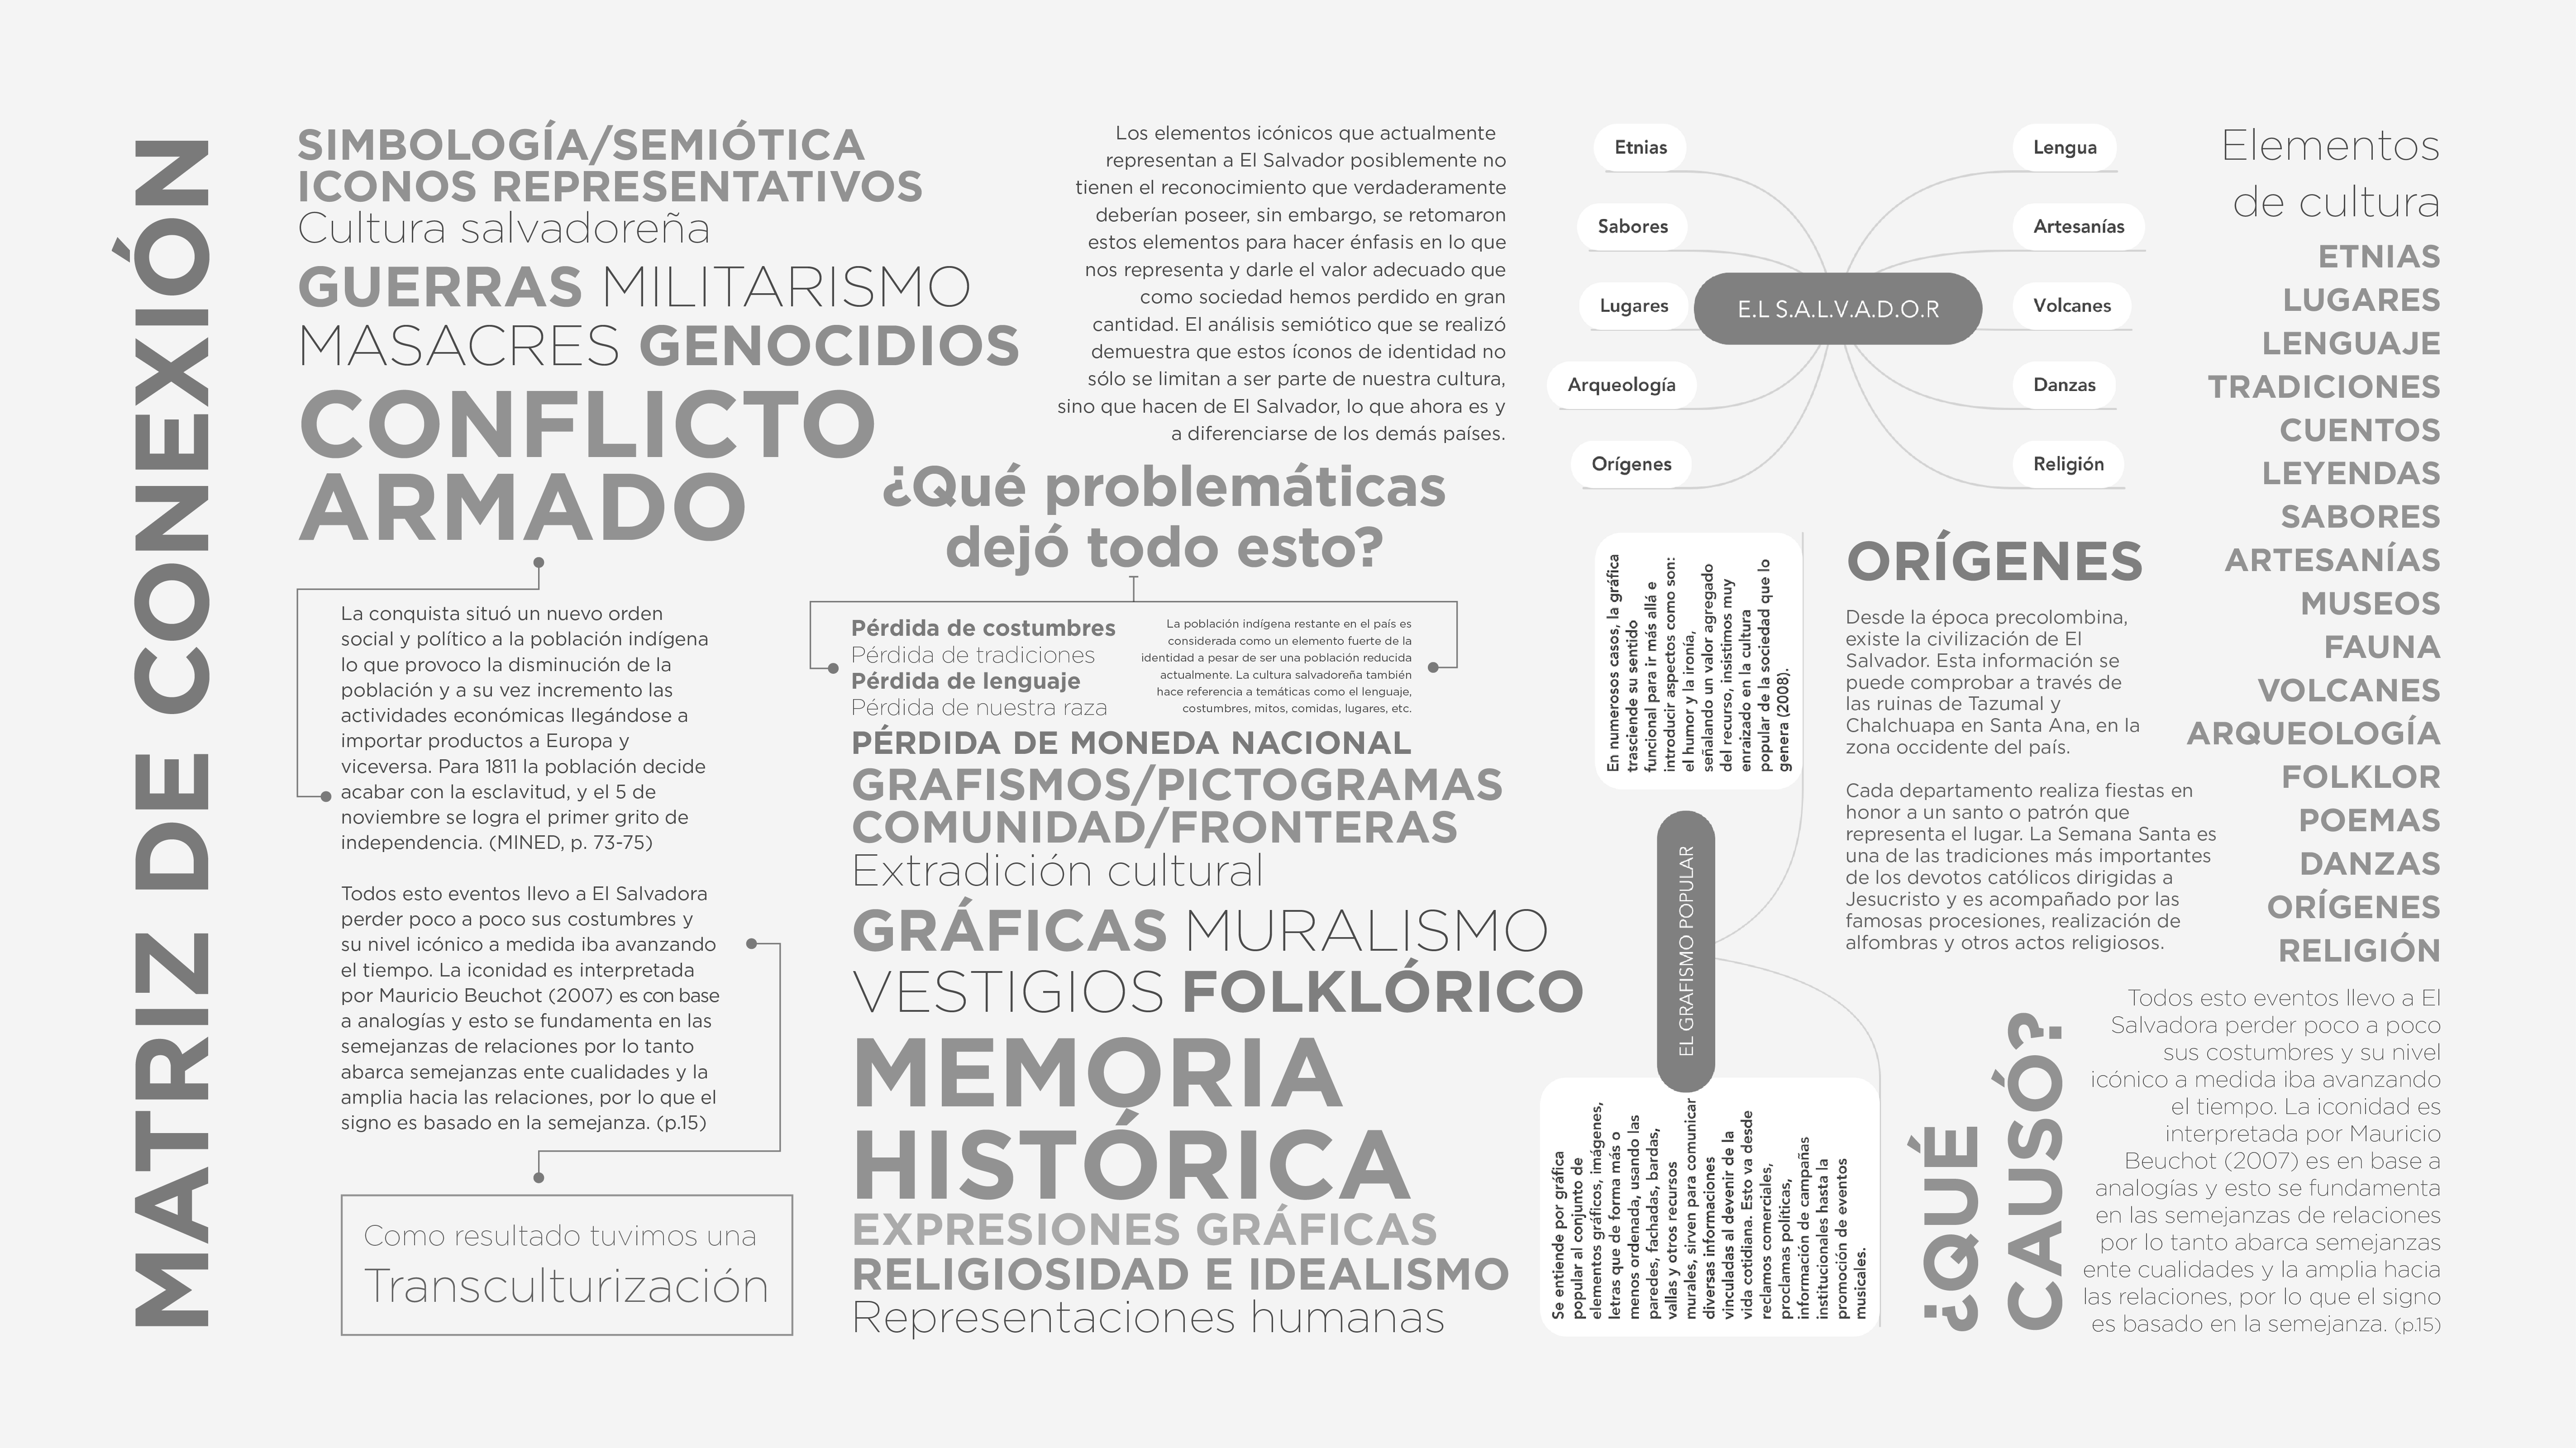 MATRIZ DE CONEXIÓN
SIMBOLOGÍA/SEMIÓTICA
ICONOS REPRESENTATIVOS
Cultura salvadoreña
GUERRAS MILITARISMO
MASACRES GENOCIDIOS
CONFLICTO
ARMADO
La conquista situó un nuevo orden
social y político a la población indígena
lo que provoco la disminución de la
población y a su vez incremento las
actividades económicas llegándose a
importar productos a Europa y
viceversa. Para 1811 la población decide
acabar con la esclavitud, y el 5 de
noviembre se logra el primer grito de
independencia. (MINED, p. 73-75)
Todos esto eventos llevo a El Salvadora
perder poco a poco sus costumbres y
su nivel icónico a medida iba avanzando
el tiempo. La iconidad es interpretada
por Mauricio Beuchot (2007) es con base
a analogías y esto se fundamenta en las
semejanzas de relaciones por lo tanto
abarca semejanzas ente cualidades y la
amplia hacia las relaciones, por lo que el
signo es basado en la semejanza. (p.15)
Como resultado tuvimos una
Transculturización
Los elementos icónicos que actualmente
representan a El Salvador posiblemente no
tienen el reconocimiento que verdaderamente
deberían poseer, sin embargo, se retomaron
estos elementos para hacer énfasis en lo que
nos representa y darle el valor adecuado que
como sociedad hemos perdido en gran
cantidad. El análisis semiótico que se realizó
demuestra que estos íconos de identidad no
sólo se limitan a ser parte de nuestra cultura,
sino que hacen de El Salvador, lo que ahora es y
a diferenciarse de los demás países.
¿Qué problemáticas
dejó todo esto?
Pérdida de costumbres
Pérdida de tradiciones
Pérdida de lenguaje
Pérdida de nuestra raza
La población indígena restante en el país es
considerada como un elemento fuerte de la
identidad a pesar de ser una población reducida
actualmente. La cultura salvadoreña también
hace referencia a temáticas como el lenguaje,
costumbres, mitos, comidas, lugares, etc.
PÉRDIDA DE MONEDA NACIONAL
GRAFISMOS/PICTOGRAMAS
COMUNIDAD/FRONTERAS
Extradición cultural
GRÁFICAS MURALISMO
VESTIGIOS FOLKLÓRICO
MEMORIA
HISTÓRICA
EXPRESIONES GRÁFICAS
RELIGIOSIDAD E IDEALISMO
Representaciones humanas
Etnias
Sabores
Lugares
Arqueología
Orígenes
E.L S.A.L.V.A.D.O.R
Lengua
Artesanías
Volcanes
Danzas
Religión
En numerosos casos, la gráfica
trasciende su sentido
funcional para ir más allá e
introducir aspectos como son:
el humor y la ironía,
señalando un valor agregado
del recurso, insistimos muy
enraizado en la cultura
popular de la sociedad que lo
genera (2008).
EL GRAFISMO POPULAR
Se entiende por gráfica
popular al conjunto de
elementos gráficos, imágenes,
letras que de forma más o
menos ordenada, usando las
paredes, fachadas, bardas,
vallas y otros recursos
murales, sirven para comunicar
diversas informaciones
vinculadas al devenir de la
vida cotidiana. Esto va desde
reclamos comerciales,
proclamas políticas,
información de campañas
institucionales hasta la
promoción de eventos
musicales.
ORÍGENES
Desde la época precolombina,
existe la civilización de El
Salvador. Esta información se
puede comprobar a través de
las ruinas de Tazumal y
Chalchuapa en Santa Ana, en la
zona occidente del país.
Cada departamento realiza fiestas en
honor a un santo o patrón que
representa el lugar. La Semana Santa es
una de las tradiciones más importantes
de los devotos católicos dirigidas a
Jesucristo y es acompañado por las
famosas procesiones, realización de
alfombras y otros actos religiosos.
Elementos
de cultura
ETNIAS
LUGARES
LENGUAJE
TRADICIONES
CUENTOS
LEYENDAS
SABORES
ARTESANÍAS
MUSEOS
FAUNA
VOLCANES
ARQUEOLOGÍA
FOLKLOR
POEMAS
DANZAS
ORÍGENES
RELIGIÓN
¿QUÉ
CAUSÓ?
Todos esto eventos llevo a El
Salvadora perder poco a poco
sus costumbres y su nivel
icónico a medida iba avanzando
el tiempo. La iconidad es
interpretada por Mauricio
Beuchot (2007) es en base a
analogías y esto se fundamenta
en las semejanzas de relaciones
por lo tanto abarca semejanzas
ente cualidades y la amplia hacia
las relaciones, por lo que el signo
es basado en la semejanza. (p.15)